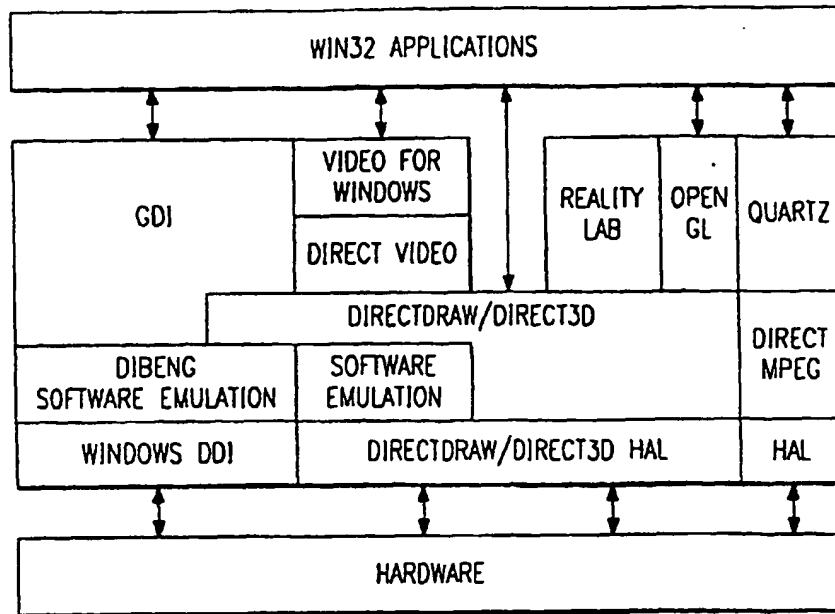 WIN32 APPLICATIONS
GDI
VIDEO FOR
WINDOWS
DIRECT VIDEO
REALITY
LAB
OPEN
GL
QUARTZ
DIRECTDRAW/DIRECT3D
DIRECT
MPEG
DIBENG
SOFTWARE EMULATION
SOFTWARE
EMULATION
WINDOWS DDI
DIRECTDRAW/DIRECT3D HAL
HAL
HARDWARE